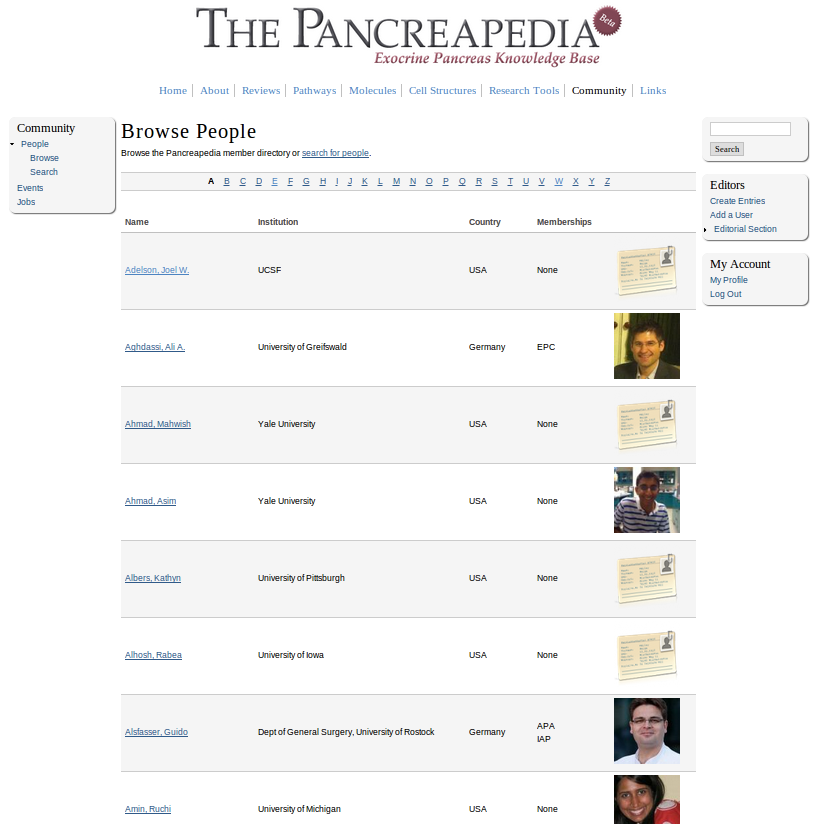 THE PANCREAPEDIA Beta
Exocrine Pancreas Knowledge Base
Home About Reviews Pathways Molecules Cell Structures Research Tools Community Links
Community
People
Browse
Search
Events
Jobs
Browse People
Browse the Pancreapedia member directory or search for people.
A B C D E F G H I J K L M N O P Q R S T U V W X Y Z
Name Institution Country Memberships
Adelson, Joel W. UCSF USA None
Aghdassi, Ali A. University of Greifswald Germany EPC
Ahmad, Mahwish Yale University USA None
Ahmad, Asim Yale University USA None
Albers, Kathyn University of Pittsburgh USA None
Alhosh, Rabea University of Iowa USA None
Alsfasser, Guido Dept of General Surgery, University of Rostock Germany APA
IAP
Amin, Ruchi University of Michigan USA None
Search
Editors
Create Entries
Add a User
Editorial Section
My Account
My Profile
Log Out